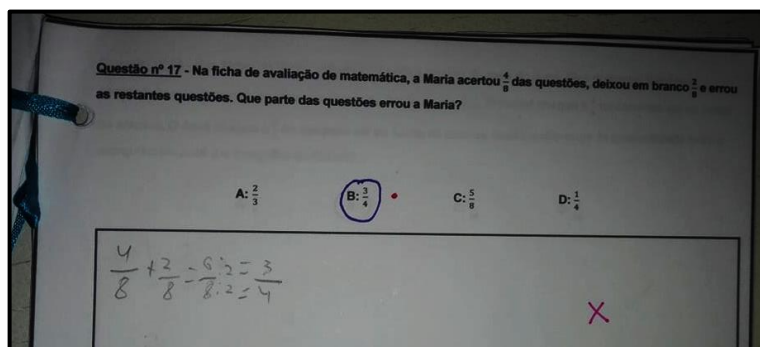 Questão nº 17 - Na ficha de avaliação de matemática, a Maria acertou 4/8 das questões, deixou em branco 2/8 e errou
as restantes questões. Que parte das questões errou a Maria?
A: 2/3 B: 3/4 C: 5/8 D: 1/4
4/8 + 2/8 = 6:2/8:2 = 3/4
X